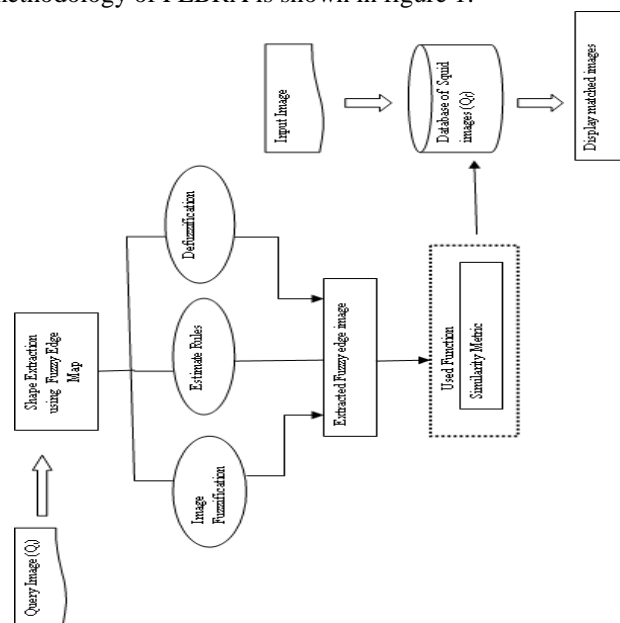 methodology of FEBRA is shown in figure 1.
Query Image (Qᵢ)
Shape Extraction
using Fuzzy Edge
Map
Image
Fuzzification
Estimate Rules
Defuzzification
Extracted Fuzzy edge image
Used Function
Similarity Metric
Input Image
Database of Squid
images (Qᵢ)
Display matched images